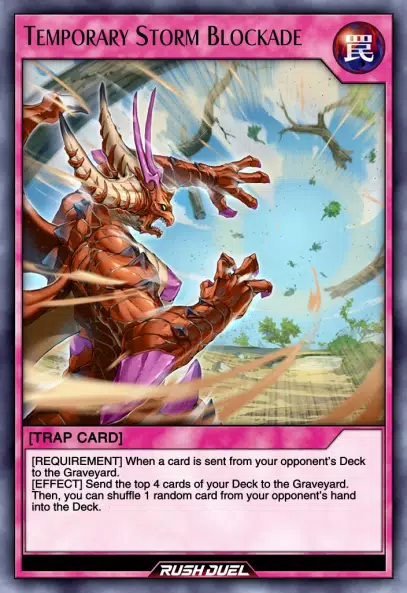 Temporary Storm Blockade
罠
[TRAP CARD]
[REQUIREMENT] When a card is sent from your opponent's Deck
to the Graveyard.
[EFFECT] Send the top 4 cards of your Deck to the Graveyard.
Then, you can shuffle 1 random card from your opponent's hand
into the Deck.
RUSH DUEL